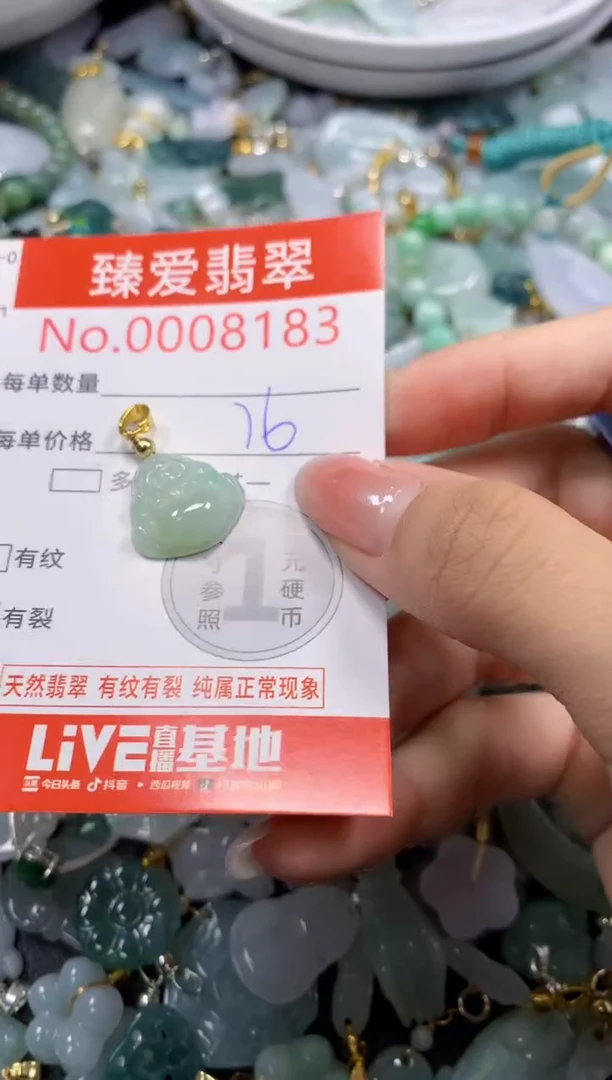 臻爱翡翠
No.0008183
每单数量
每单价格 16
多
有纹
1元硬币
参照
有裂
天然翡翠 有纹有裂 纯属正常现象
LiVE直播基地
今日头条 抖音 西瓜视频